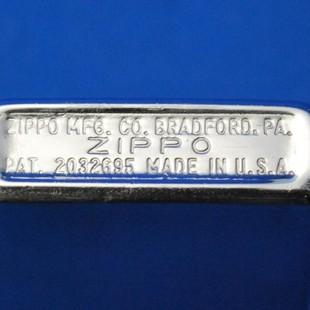 ZIPPO MFG. CO. BRADFORD. PA.
ZIPPO
PAT. 2032695 MADE IN U.S.A.